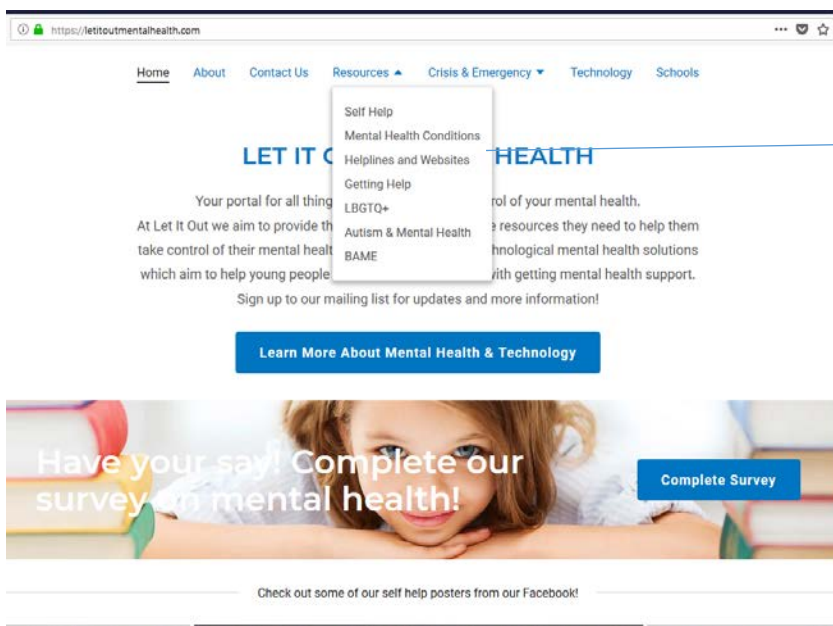 https://letitoutmentalhealth.com
Home About Contact Us Resources Crisis & Emergency Technology Schools
Self Help
Mental Health Conditions
Helplines and Websites
Getting Help
LBGTQ+
Autism & Mental Health
BAME
LET IT HEALTH
Your portal for all of your mental health.
At Let It Out we aim to provide resources they need to help them
take control of their mental mental health solutions
which aim to help young people with getting mental health support.
Sign up to our mailing list for updates and more information!
Learn More About Mental Health & Technology
Have your say! Complete our
survey on mental health!
Complete Survey
Check out some of our self help posters from our Facebook!